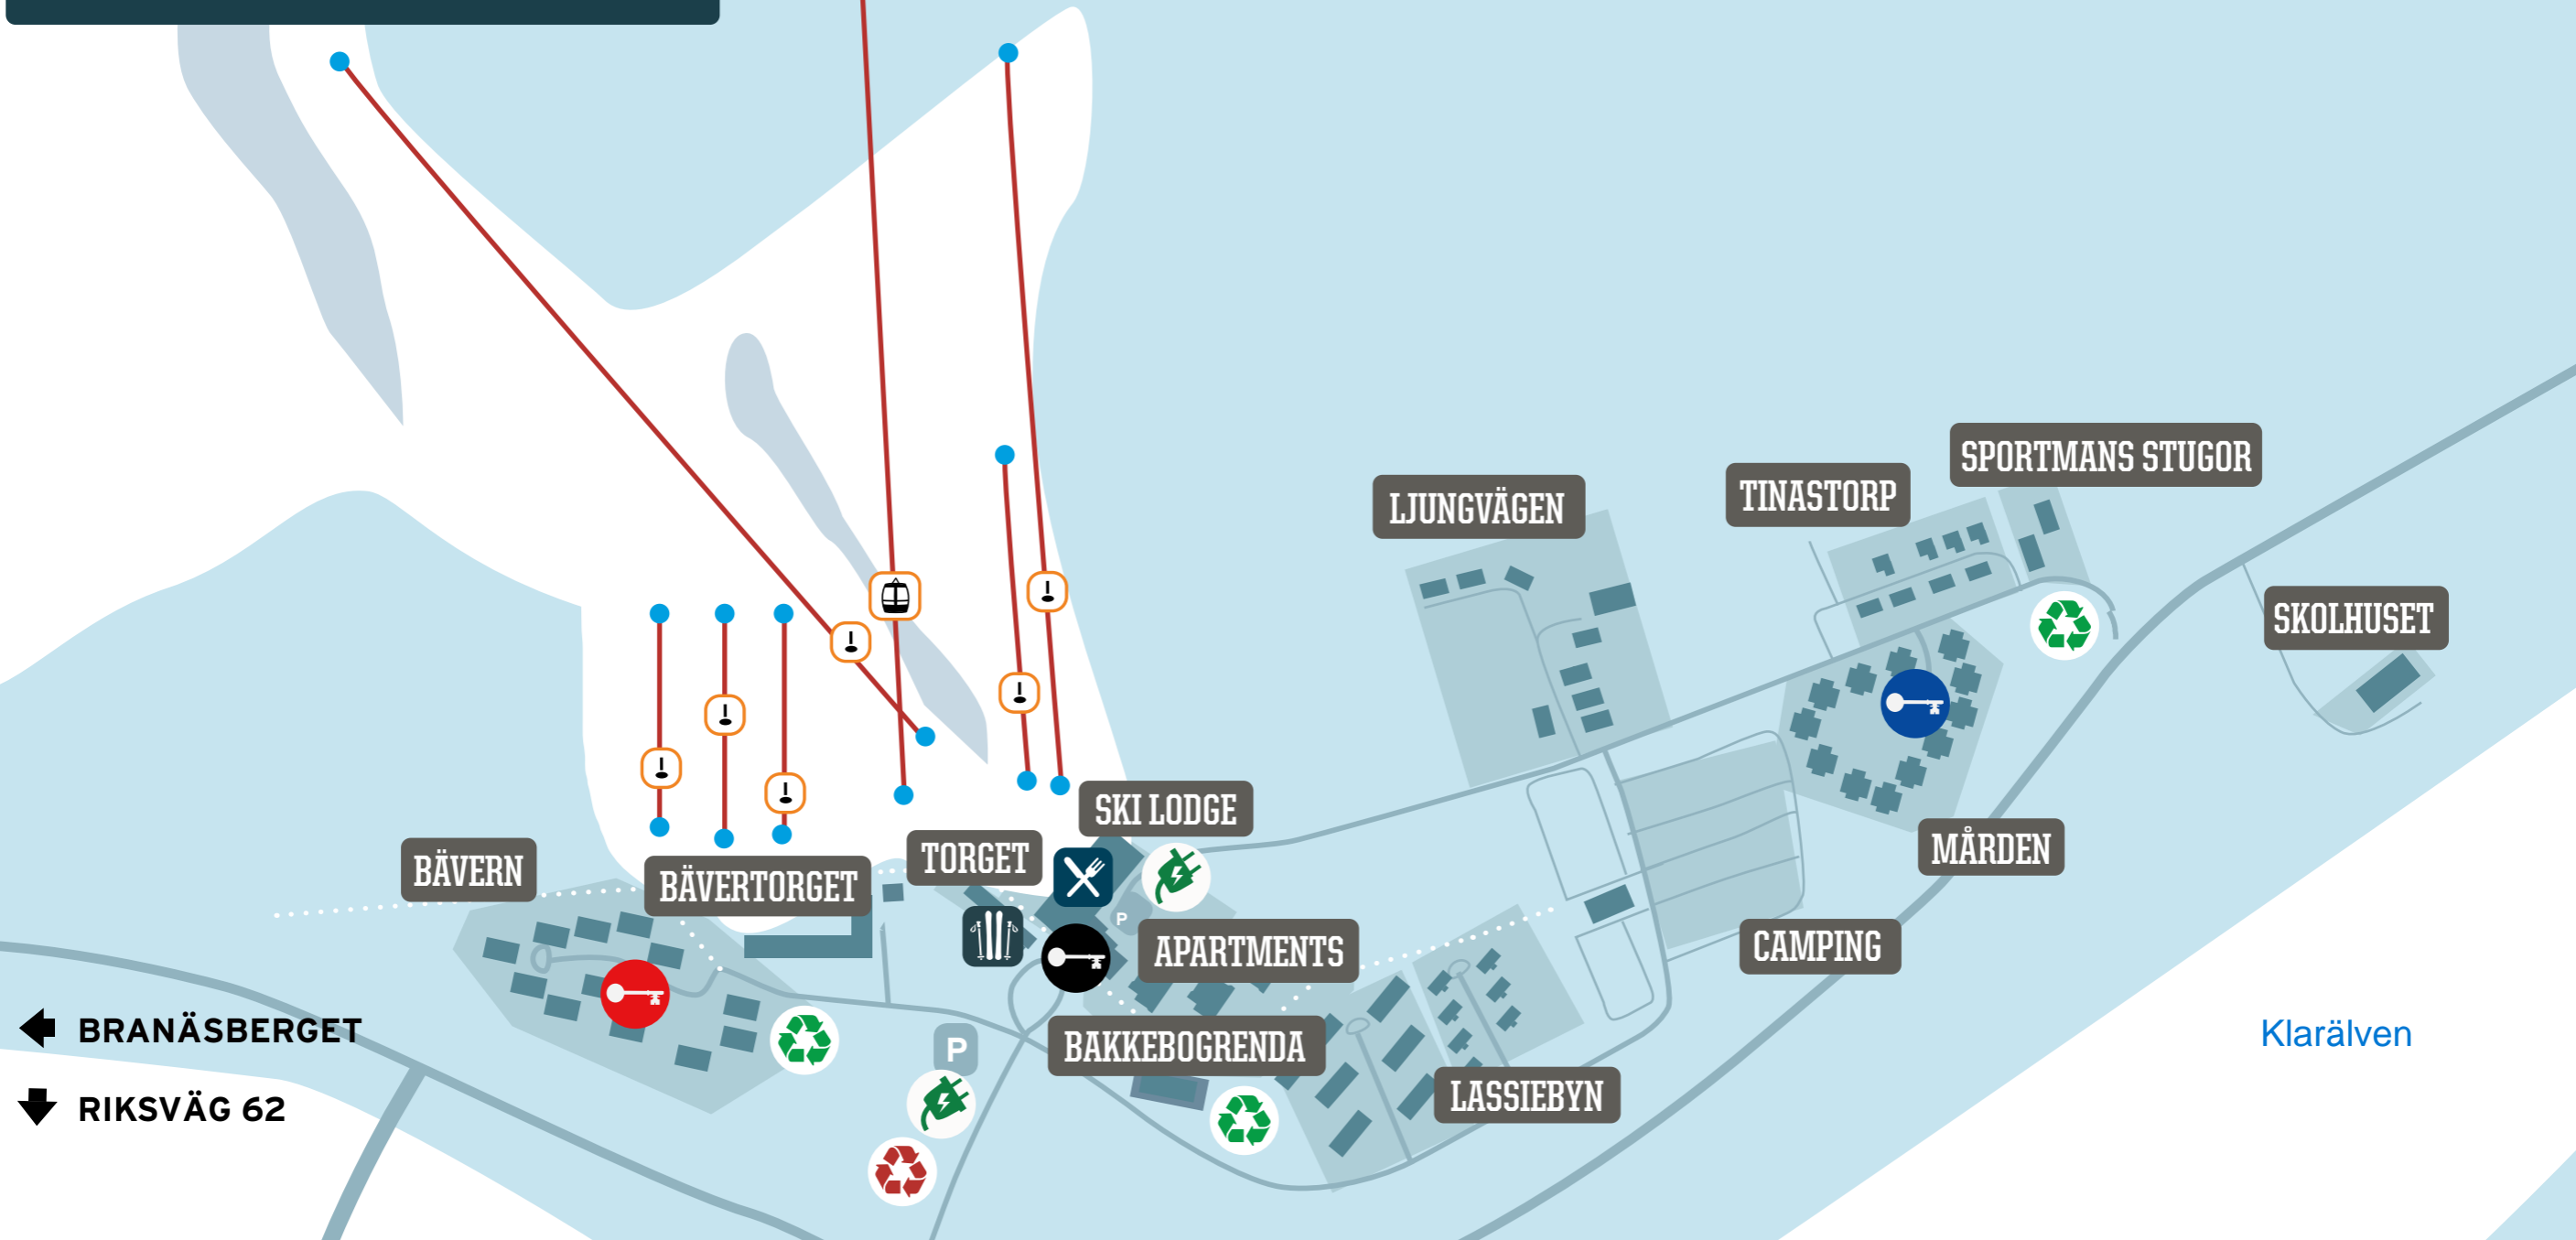 SPORTMANS STUGOR
TINASTORP
LJUNGVÄGEN
SKOLHUSET
SKI LODGE
MÅRDEN
TORGET
BÄVERN
BÄVERTORGET
P
APARTMENTS
CAMPING
BRANÄSBERGET
P
BAKKEBOGRENDA
Klarälven
LASSIEBYN
RIKSVÄG 62